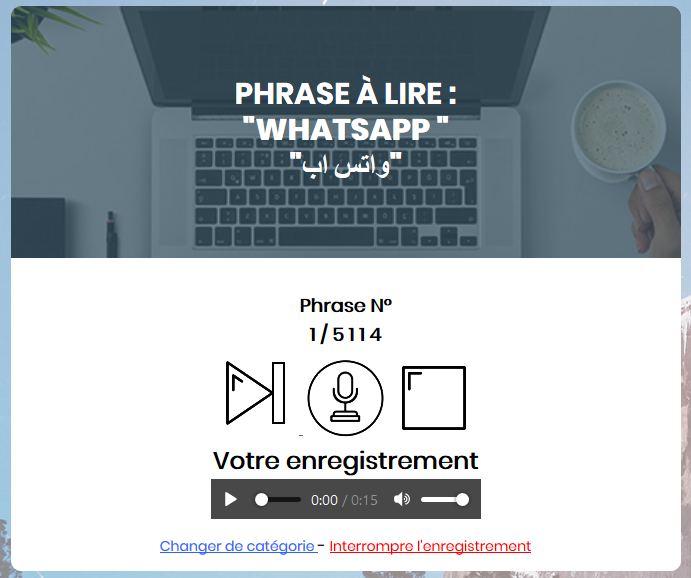 PHRASE À LIRE :
"WHATSAPP "
"واتس اب"
Phrase N°
1 / 5114
Votre enregistrement
0:00 / 0:15
Changer de catégorie - Interrompre l'enregistrement